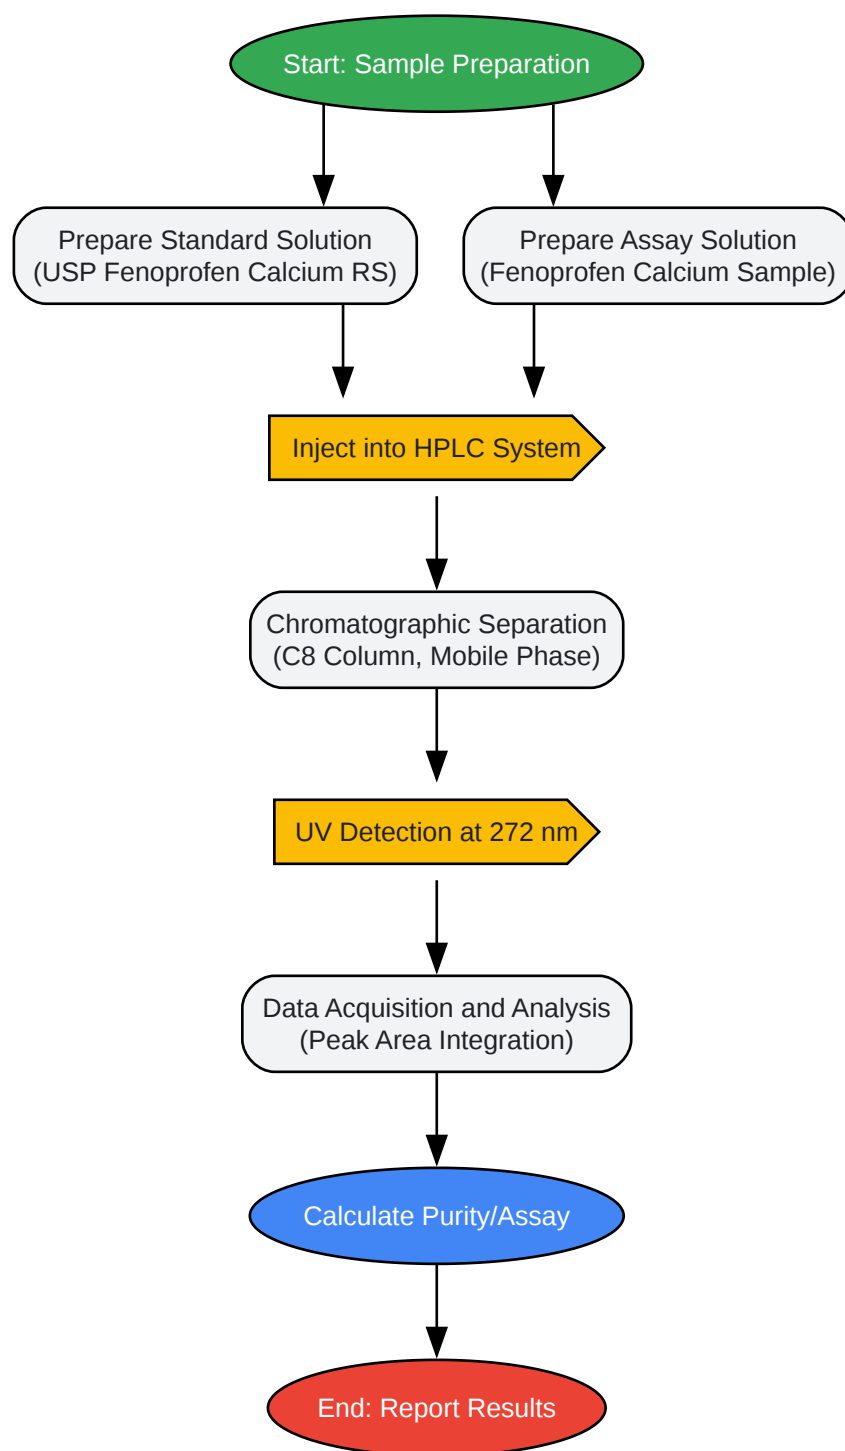 Start: Sample Preparation
Prepare Standard Solution
(USP Fenoprofen Calcium RS)
Prepare Assay Solution
(Fenoprofen Calcium Sample)
Inject into HPLC System
Chromatographic Separation
(C8 Column, Mobile Phase)
UV Detection at 272 nm
Data Acquisition and Analysis
(Peak Area Integration)
Calculate Purity/Assay
End: Report Results